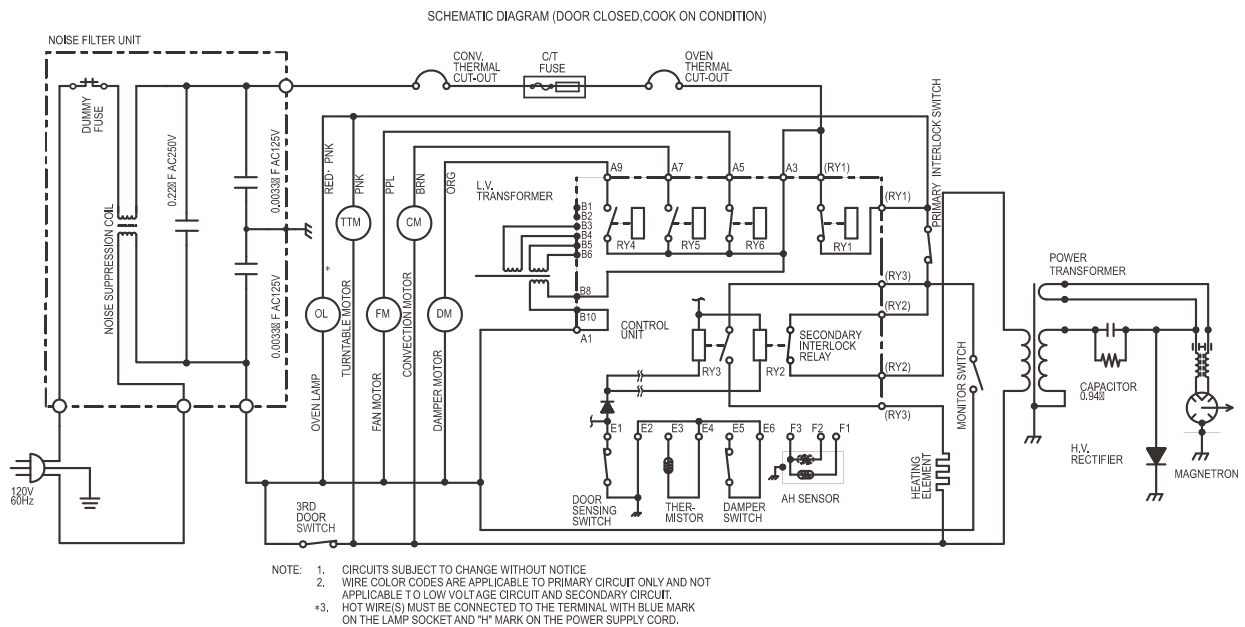 SCHEMATIC DIAGRAM (DOOR CLOSED,COOK ON CONDITION)
NOISE FILTER UNIT
DUMMY
FUSE
NOISE SUPPRESSION COIL
0.22 F AC250V
0.0033 F AC125V
0.0033 F AC125V
120V
60Hz
CONV.
THERMAL
CUT-OUT
C/T
FUSE
OVEN
THERMAL
CUT-OUT
PRIMARY INTERLOCK SWITCH
RED· PNK
PNK
PPL
BRN
ORG
TTM
CM
*
OL
FM
DM
OVEN LAMP
TURNTABLE MOTOR
FAN MOTOR
CONVECTION MOTOR
DAMPER MOTOR
L.V.
TRANSFORMER
A9
A7
A5
A3
(RY1)
B1
B2
B3
B4
B5
B6
B8
B10
A1
RY4
RY5
RY6
RY1
(RY1)
(RY3)
(RY2)
(RY2)
(RY3)
CONTROL
UNIT
RY3
RY2
SECONDARY
INTERLOCK
RELAY
E1
E2
E3
E4
E5
E6
F3
F2
F1
DOOR
SENSING
SWITCH
THER-
MISTOR
DAMPER
SWITCH
AH SENSOR
HEATING
ELEMENT
MONITOR SWITCH
POWER
TRANSFORMER
CAPACITOR
0.94
H.V.
RECTIFIER
MAGNETRON
3RD
DOOR
SWITCH
NOTE: 1. CIRCUITS SUBJECT TO CHANGE WITHOUT NOTICE
2. WIRE COLOR CODES ARE APPLICABLE TO PRIMARY CIRCUIT ONLY AND NOT
APPLICABLE TO LOW VOLTAGE CIRCUIT AND SECONDARY CIRCUIT.
*3. HOT WIRE(S) MUST BE CONNECTED TO THE TERMINAL WITH BLUE MARK
ON THE LAMP SOCKET AND "H" MARK ON THE POWER SUPPLY CORD.